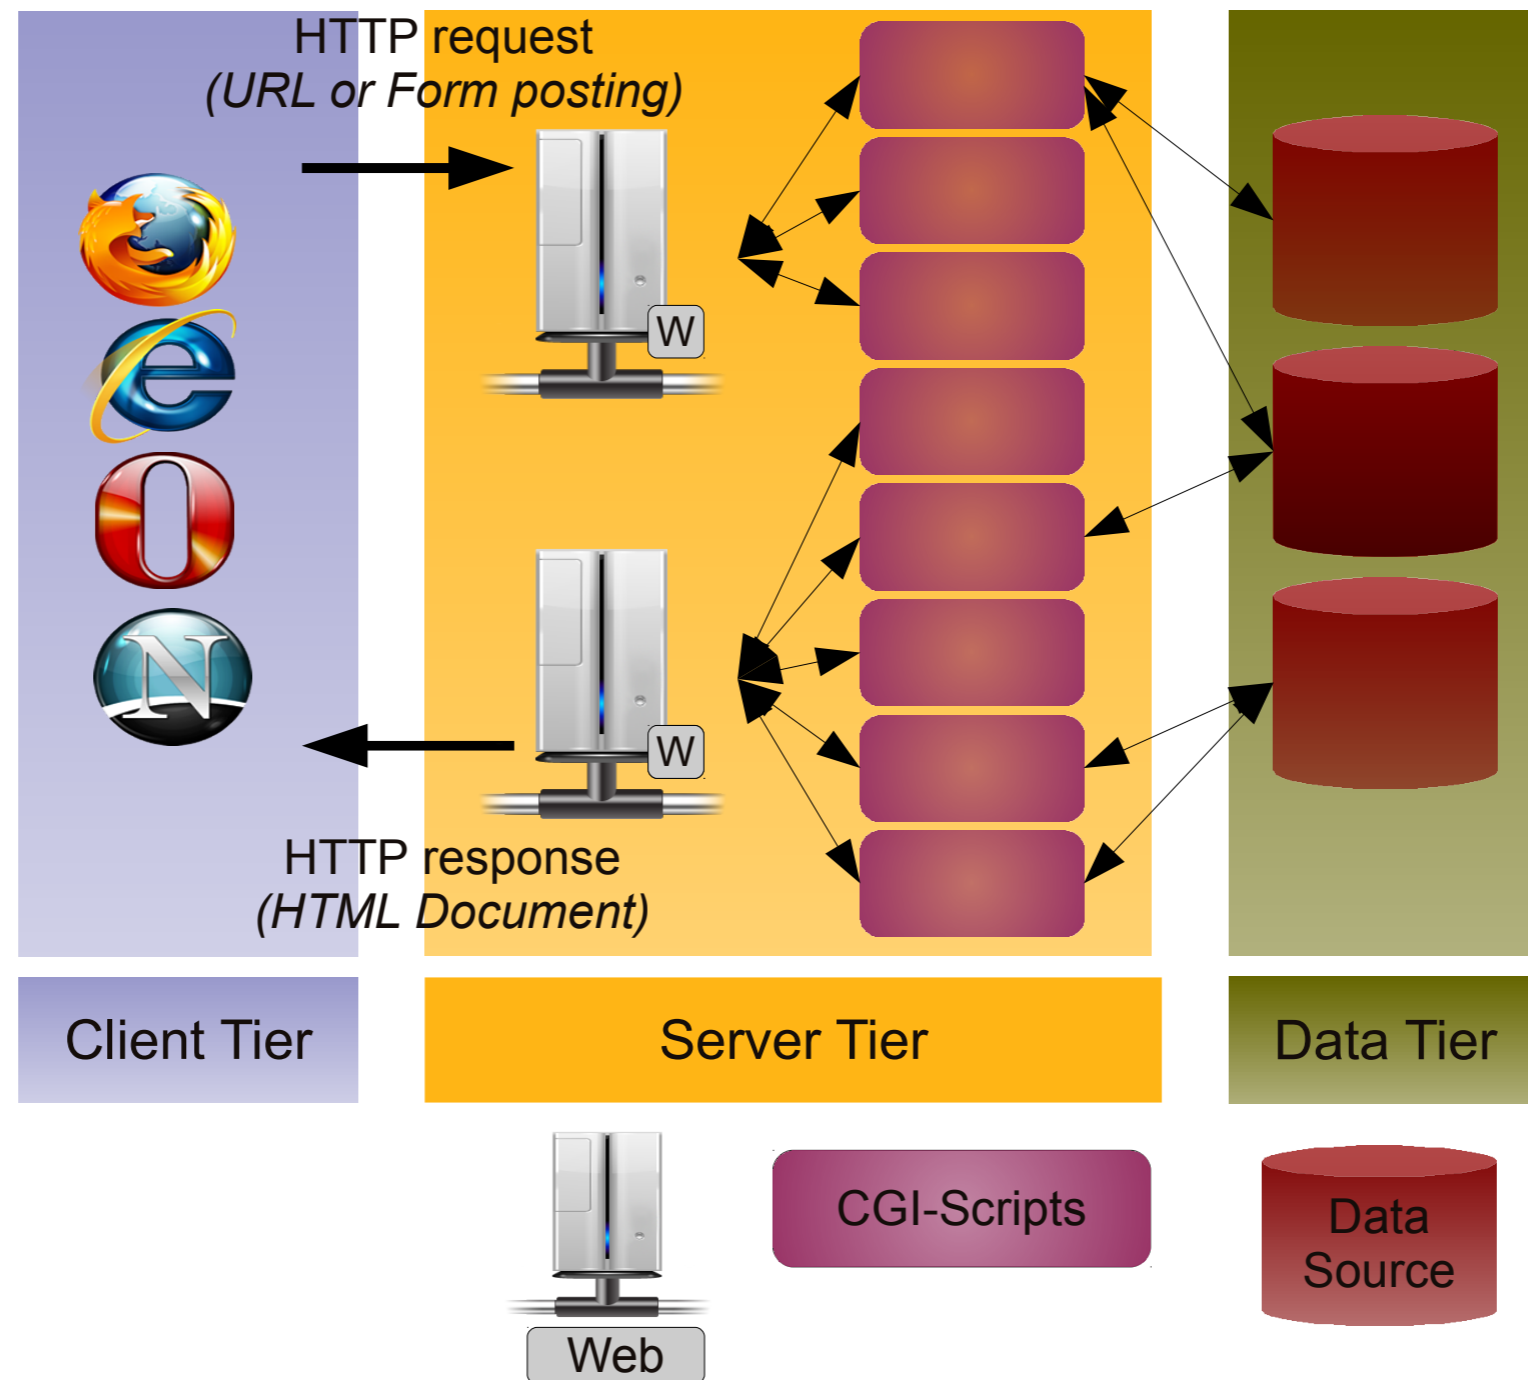 HTTP request
(URL or Form posting)
W
W
HTTP response
(HTML Document)
Client Tier
Server Tier
Data Tier
CGI-Scripts
Data
Source
Web